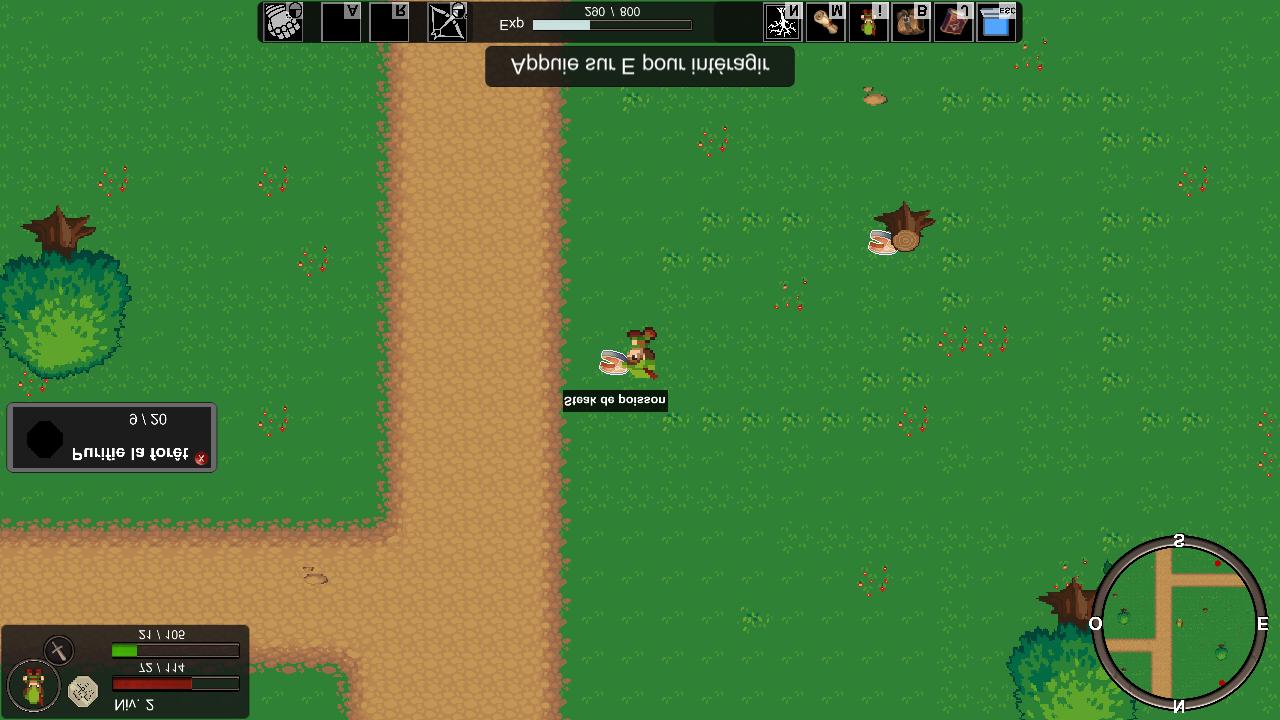 Niv. 2
72 / 114
21 / 105
N
O
E
S
Purifie la forêt
x
9 / 20
Steak de poisson
Appuie sur E pour intéragir
A
R
Exp
290 / 800
N
M
I
B
J
esc